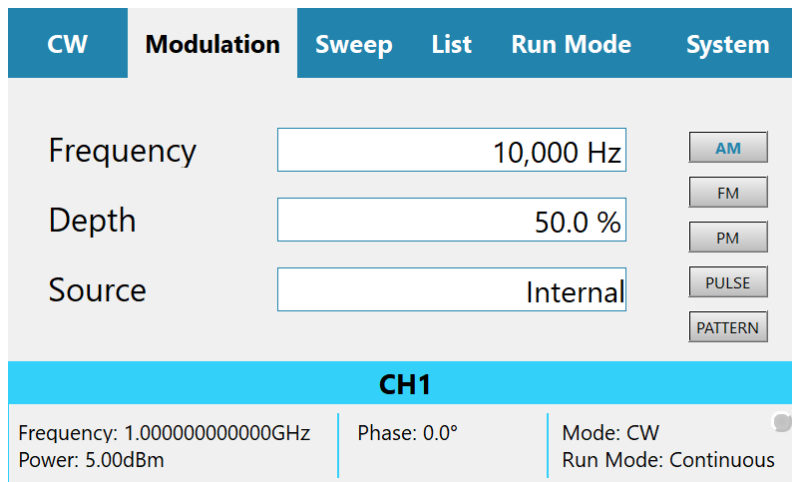 CW Modulation Sweep List Run Mode System
Frequency 10,000 Hz AM
FM
Depth 50.0 %
PM
Source Internal PULSE
PATTERN
CH1
Frequency: 1.000000000000GHz Phase: 0.0° Mode: CW
Power: 5.00dBm Run Mode: Continuous